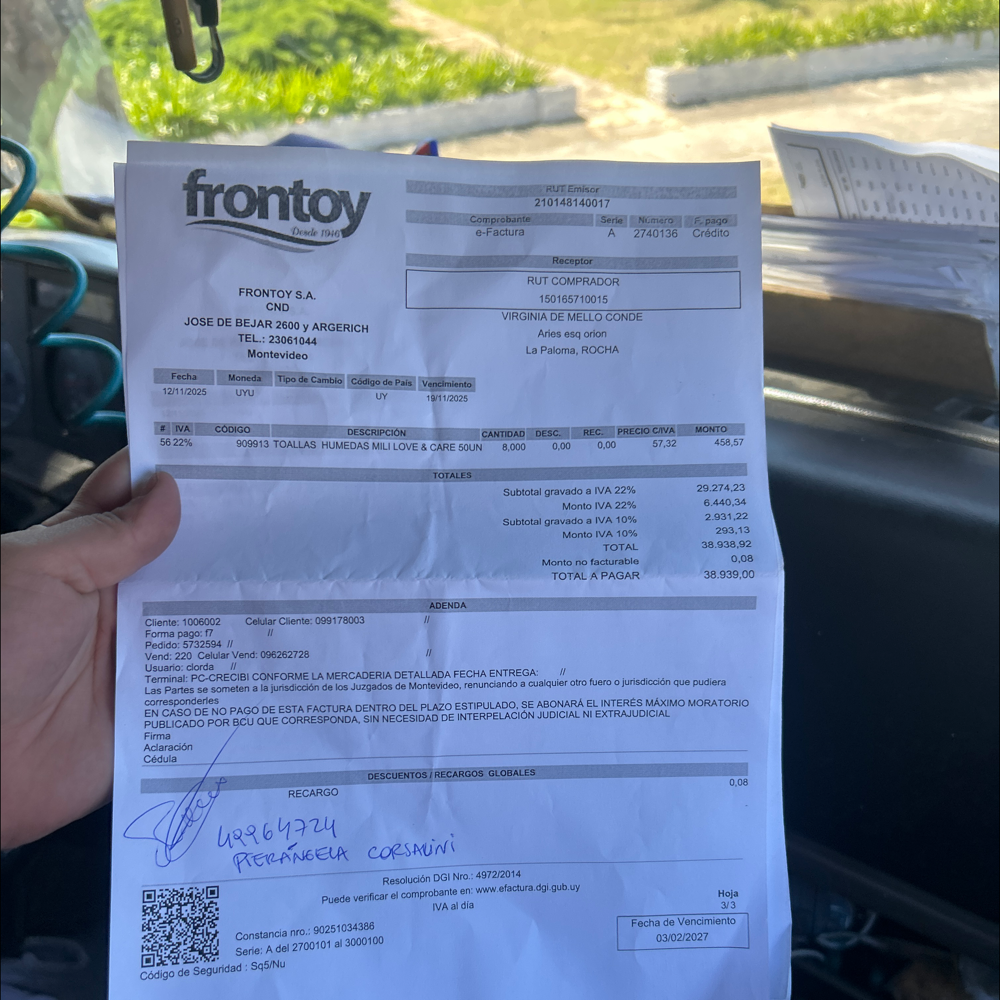 frontoy
Desde 1946
FRONTOY S.A.
CND
JOSE DE BEJAR 2600 y ARGERICH
TEL.: 23061044
Montevideo
RUT Emisor
210148140017
Comprobante Serie Número F. pago
e-Factura A 2740136 Crédito
Receptor
RUT COMPRADOR
150165710015
VIRGINIA DE MELLO CONDE
Aries esq orion
La Paloma, ROCHA
Fecha Moneda Tipo de Cambio Código de País Vencimiento
12/11/2025 UYU UY 19/11/2025
# IVA CÓDIGO DESCRIPCIÓN CANTIDAD DESC. REC. PRECIO C/IVA MONTO
56 22% 909913 TOALLAS HUMEDAS MILI LOVE & CARE 50UN 8,000 0,00 0,00 57,32 458,57
TOTALES
Subtotal gravado a IVA 22% 29.274,23
Monto IVA 22% 6.440,34
Subtotal gravado a IVA 10% 2.931,22
Monto IVA 10% 293,13
TOTAL 38.938,92
Monto no facturable 0,08
TOTAL A PAGAR 38.939,00
ADENDA
Cliente: 1006002 Celular Cliente: 099178003 //
Forma pago: f7 //
Pedido: 5732594 //
Vend: 220 Celular Vend: 096262728 //
Usuario: clorda //
Terminal: PC-CRECIBI CONFORME LA MERCADERIA DETALLADA FECHA ENTREGA: //
Las Partes se someten a la jurisdicción de los Juzgados de Montevideo, renunciando a cualquier otro fuero o jurisdicción que pudiera
corresponderles
EN CASO DE NO PAGO DE ESTA FACTURA DENTRO DEL PLAZO ESTIPULADO, SE ABONARÁ EL INTERÉS MÁXIMO MORATORIO
PUBLICADO POR BCU QUE CORRESPONDA, SIN NECESIDAD DE INTERPELACIÓN JUDICIAL NI EXTRAJUDICIAL
Firma
Aclaración
Cédula
DESCUENTOS / RECARGOS GLOBALES
RECARGO 0,08
49964724
PIERÁNGELA CORSALINI
Resolución DGI Nro.: 4972/2014
Puede verificar el comprobante en: www.efactura.dgi.gub.uy
IVA al día
Constancia nro.: 90251034386
Serie: A del 2700101 al 3000100
Código de Seguridad : Sq5/Nu
Hoja
3/3
Fecha de Vencimiento
03/02/2027